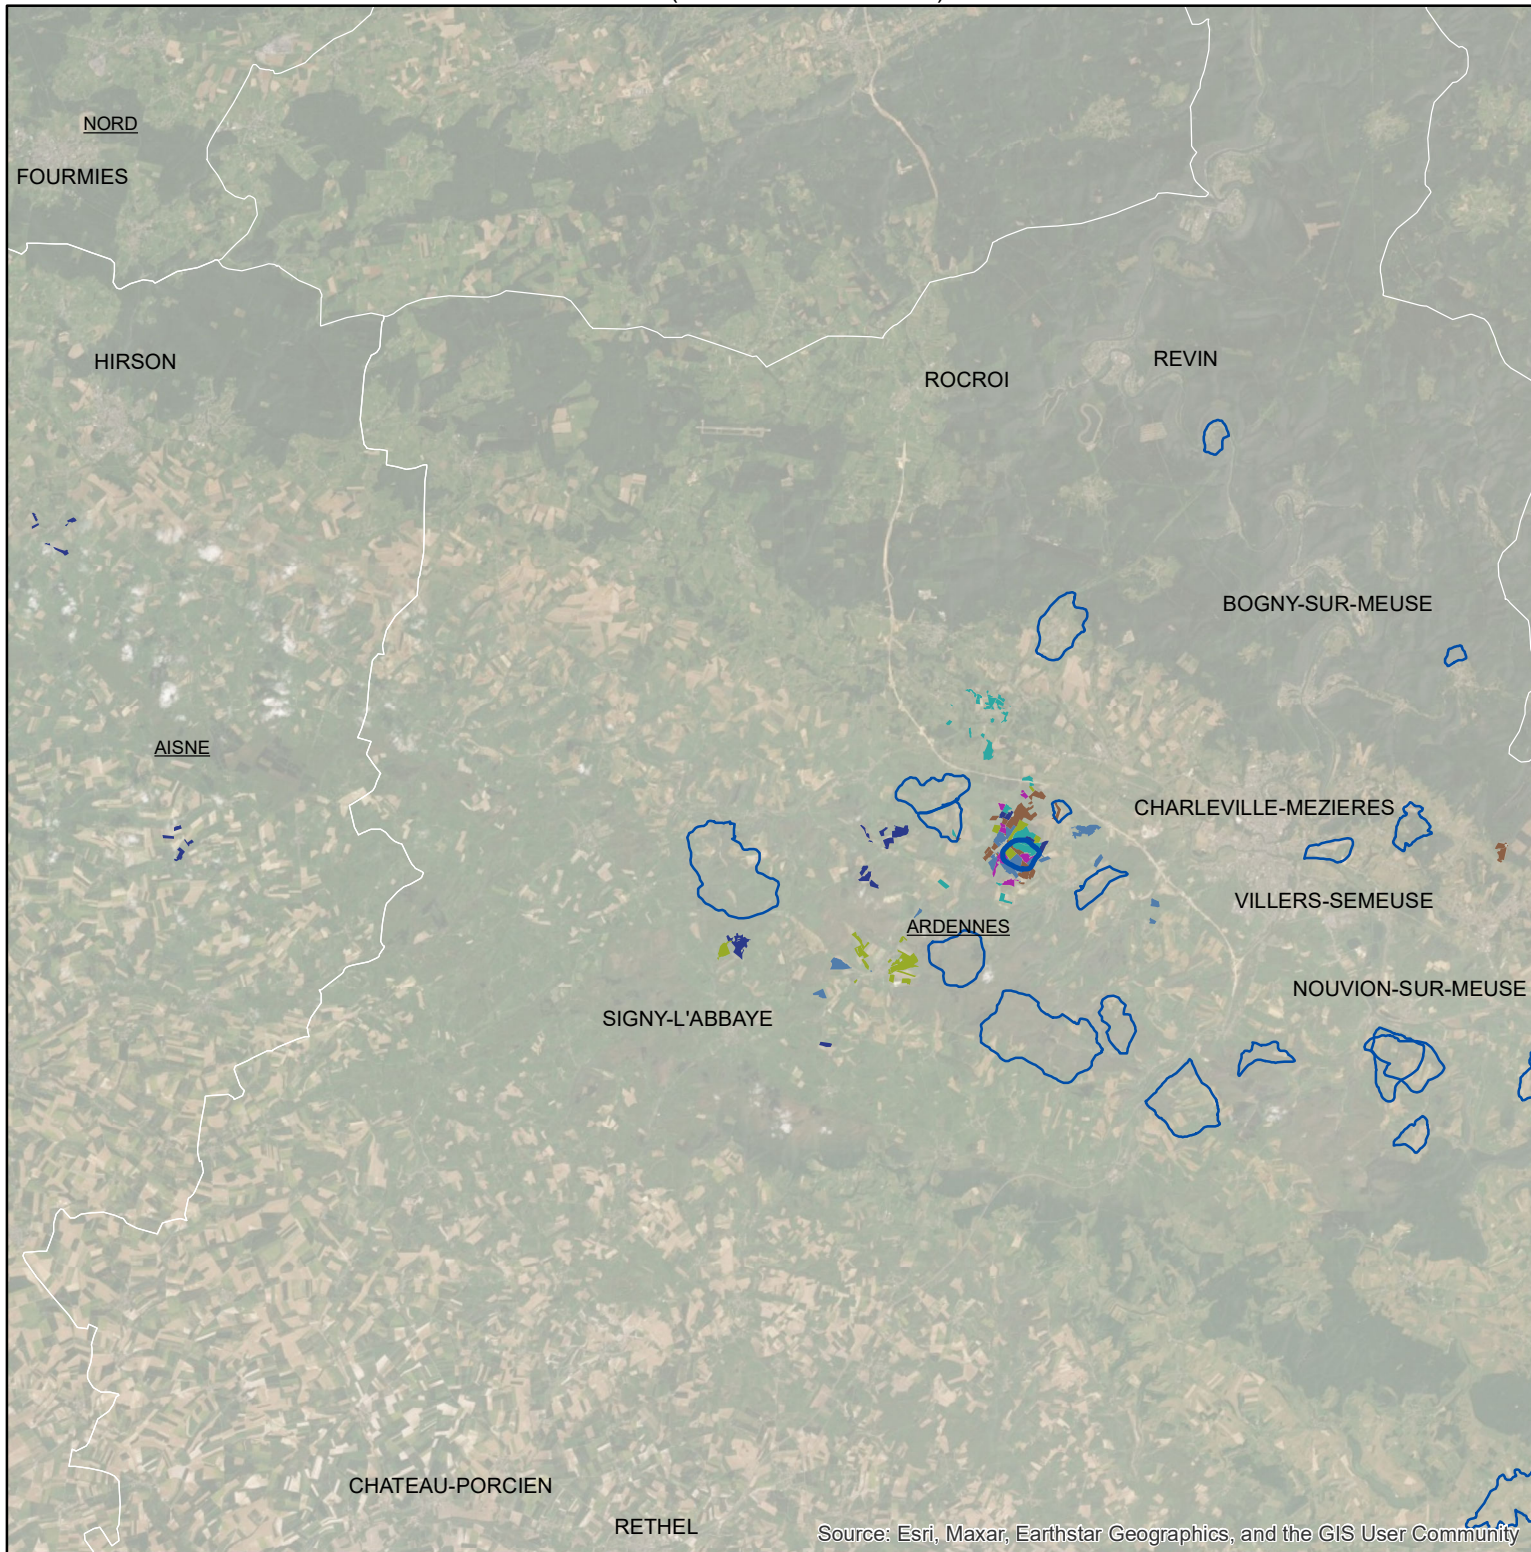 NORD
FOURMIES
HIRSON
REVIN
ROCROI
BOGNY-SUR-MEUSE
AISNE
CHARLEVILLE-MEZIERES
VILLERS-SEMEUSE
ARDENNES
NOUVION-SUR-MEUSE
SIGNY-L'ABBAYE
CHATEAU-PORCIEN
RETHEL
Source: Esri, Maxar, Earthstar Geographics, and the GIS User Community